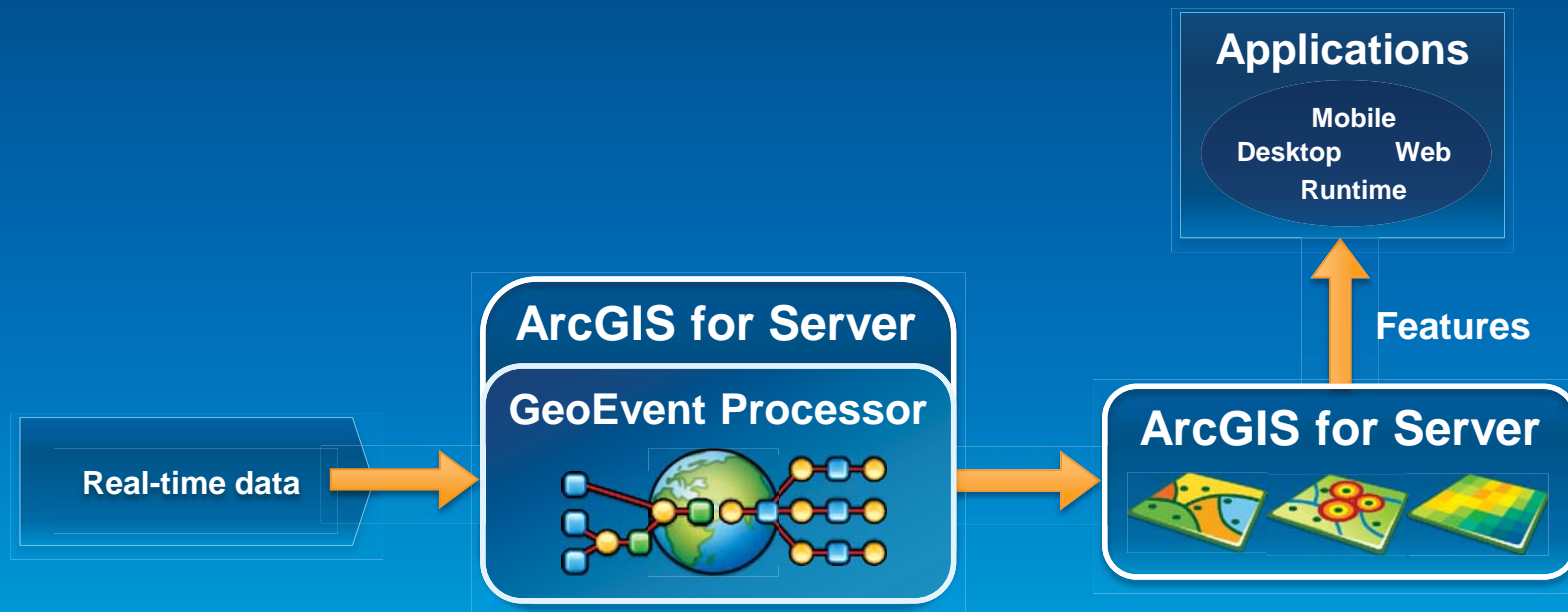 Applications
Mobile
Desktop Web
Runtime
Features
ArcGIS for Server
GeoEvent Processor
Real-time data
ArcGIS for Server